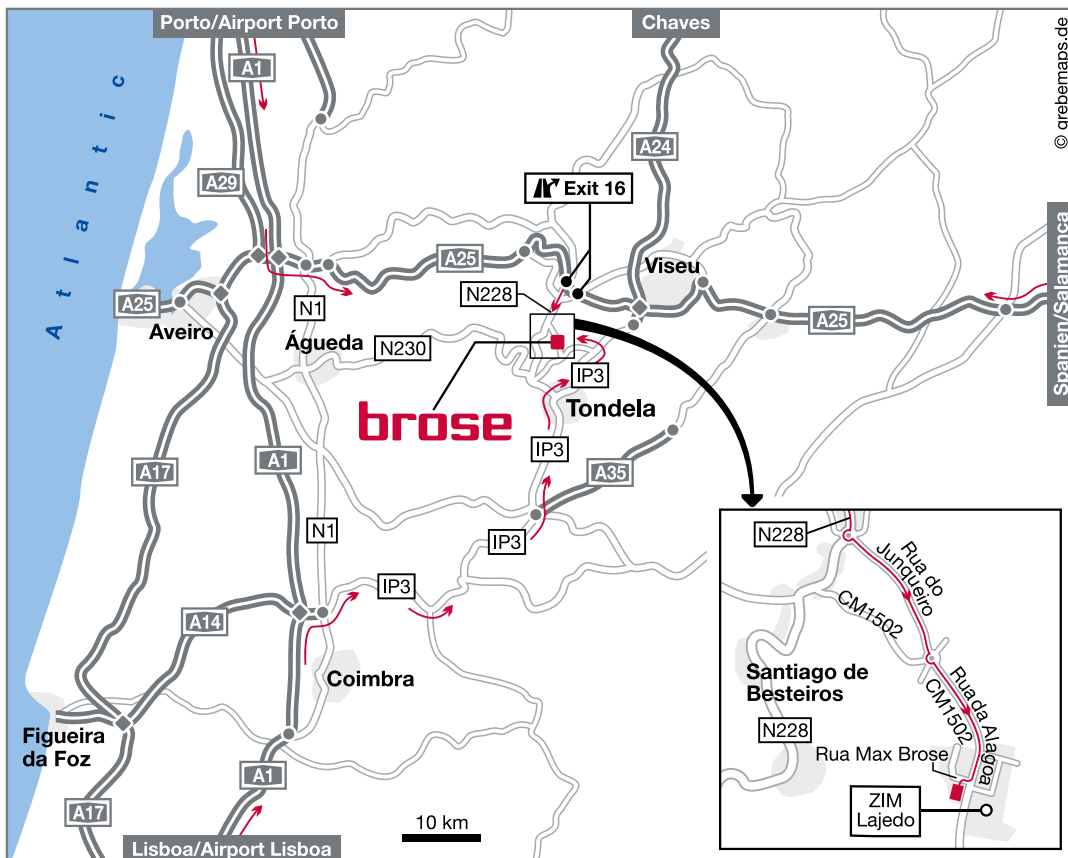 Porto/Airport Porto
Chaves
© grebemaps.de
A1
Atlantic
A29
A24
Exit 16
A25
A25
N228
Viseu
Spanien/Salamanca
A25
Aveiro
N1
Águeda
N230
A25
brose
IP3
Tondela
IP3
A17
A1
A35
N1
IP3
IP3
A14
Coimbra
Figueira
da Foz
A1
A17
10 km
Lisboa/Airport Lisboa
N228
Rua do
Junqueiro
CM1502
Santiago de
Besteiros
Rua da Alagoa
CM1502
N228
Rua Max Brose
ZIM
Lajedo